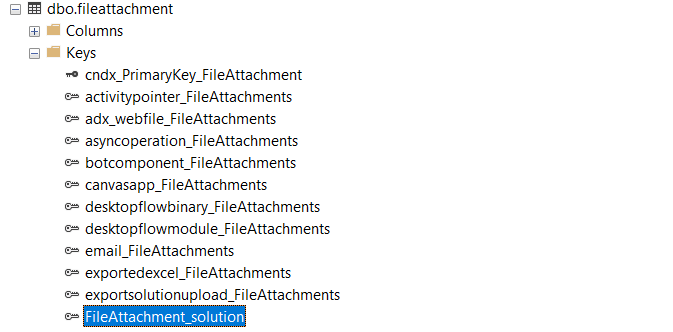 dbo.fileattachment
Columns
Keys
cndx_PrimaryKey_FileAttachment
activitypointer_FileAttachments
adx_webfile_FileAttachments
asyncoperation_FileAttachments
botcomponent_FileAttachments
canvasapp_FileAttachments
desktopflowbinary_FileAttachments
desktopflowmodule_FileAttachments
email_FileAttachments
exportedexcel_FileAttachments
exportsolutionupload_FileAttachments
FileAttachment_solution